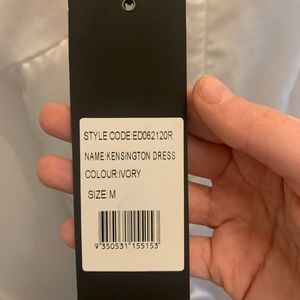 STYLE CODE:ED062120R
NAME:KENSINGTON DRESS
COLOUR:IVORY
SIZE:M
9 350531 155153